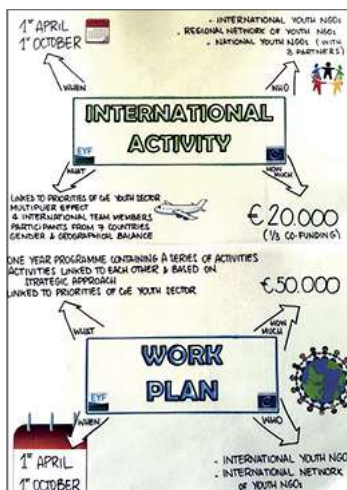 1ST APRIL
1ST OCTOBER
- INTERNATIONAL YOUTH NGOs
- REGIONAL NETWORK OF YOUTH NGOs
- NATIONAL YOUTH NGOs (WITH
3 PARTNERS)
WHEN
WHO
INTERNATIONAL
ACTIVITY
EYF
WHAT
HOW
MUCH
LINKED TO PRIORITIES OF CoE YOUTH SECTOR
MULTIPLIER EFFECT
4 INTERNATIONAL TEAM MEMBERS
PARTICIPANTS FROM 7 COUNTRIES
GENDER & GEOGRAPHICAL BALANCE
€20.000
(1/3 CO-FUNDING)
ONE YEAR PROGRAMME CONTAINING A SERIES OF ACTIVITIES
ACTIVITIES LINKED TO EACH OTHER & BASED ON
STRATEGIC APPROACH
LINKED TO PRIORITIES OF CoE YOUTH SECTOR
€50.000
WHAT
HOW
MUCH
WORK
PLAN
EYF
WHEN
WHO
1ST APRIL
1ST OCTOBER
- INTERNATIONAL YOUTH NGOs
- INTERNATIONAL NETWORK
OF YOUTH NGOs